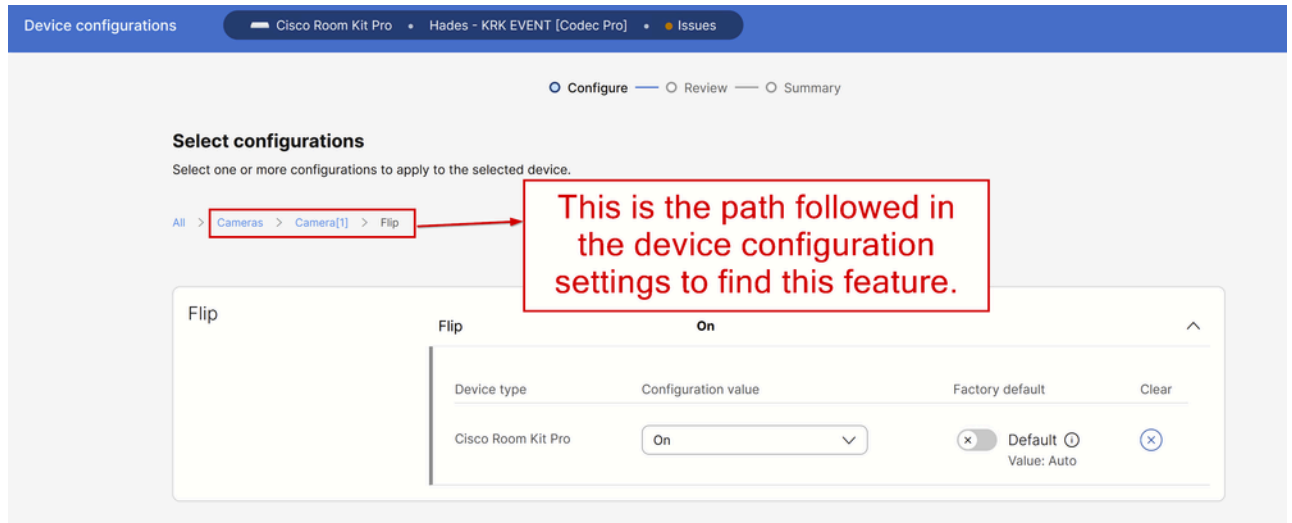 Device configurations
Cisco Room Kit Pro • Hades - KRK EVENT [Codec Pro] • Issues
Configure Review Summary
Select configurations
Select one or more configurations to apply to the selected device.
All > Cameras > Camera[1] > Flip
This is the path followed in
the device configuration
settings to find this feature.
Flip
Flip On
Device type Configuration value Factory default Clear
Cisco Room Kit Pro On Default
Value: Auto